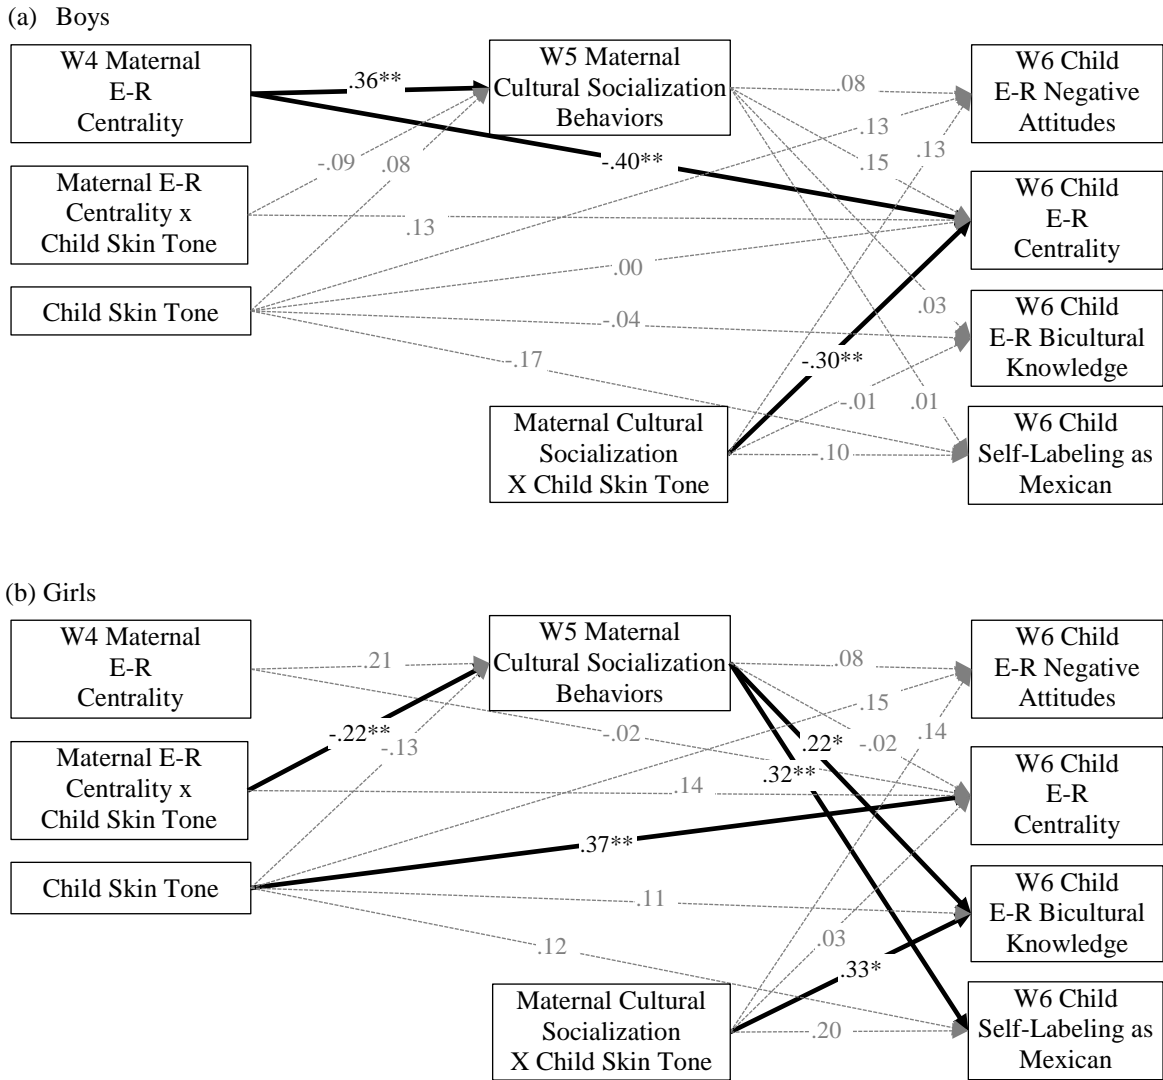 (a) Boys
W4 Maternal
E-R
Centrality
W5 Maternal
Cultural Socialization
Behaviors
W6 Child
E-R Negative
Attitudes
Maternal E-R
Centrality x
Child Skin Tone
W6 Child
E-R
Centrality
Child Skin Tone
W6 Child
E-R Bicultural
Knowledge
Maternal Cultural
Socialization
X Child Skin Tone
W6 Child
Self-Labeling as
Mexican
.36**
.08
.13
.13
-.09
.08
-.40**
.15
.13
.00
-.04
.03
-.17
-.30**
-.01
.01
-.10
(b) Girls
W4 Maternal
E-R
Centrality
W5 Maternal
Cultural Socialization
Behaviors
W6 Child
E-R Negative
Attitudes
Maternal E-R
Centrality x
Child Skin Tone
W6 Child
E-R
Centrality
Child Skin Tone
W6 Child
E-R Bicultural
Knowledge
Maternal Cultural
Socialization
X Child Skin Tone
W6 Child
Self-Labeling as
Mexican
.21
.08
.15
-.22**
-.13
-.02
.22*
-.02
.14
.32**
.14
.37**
.11
.03
.12
.33*
.20